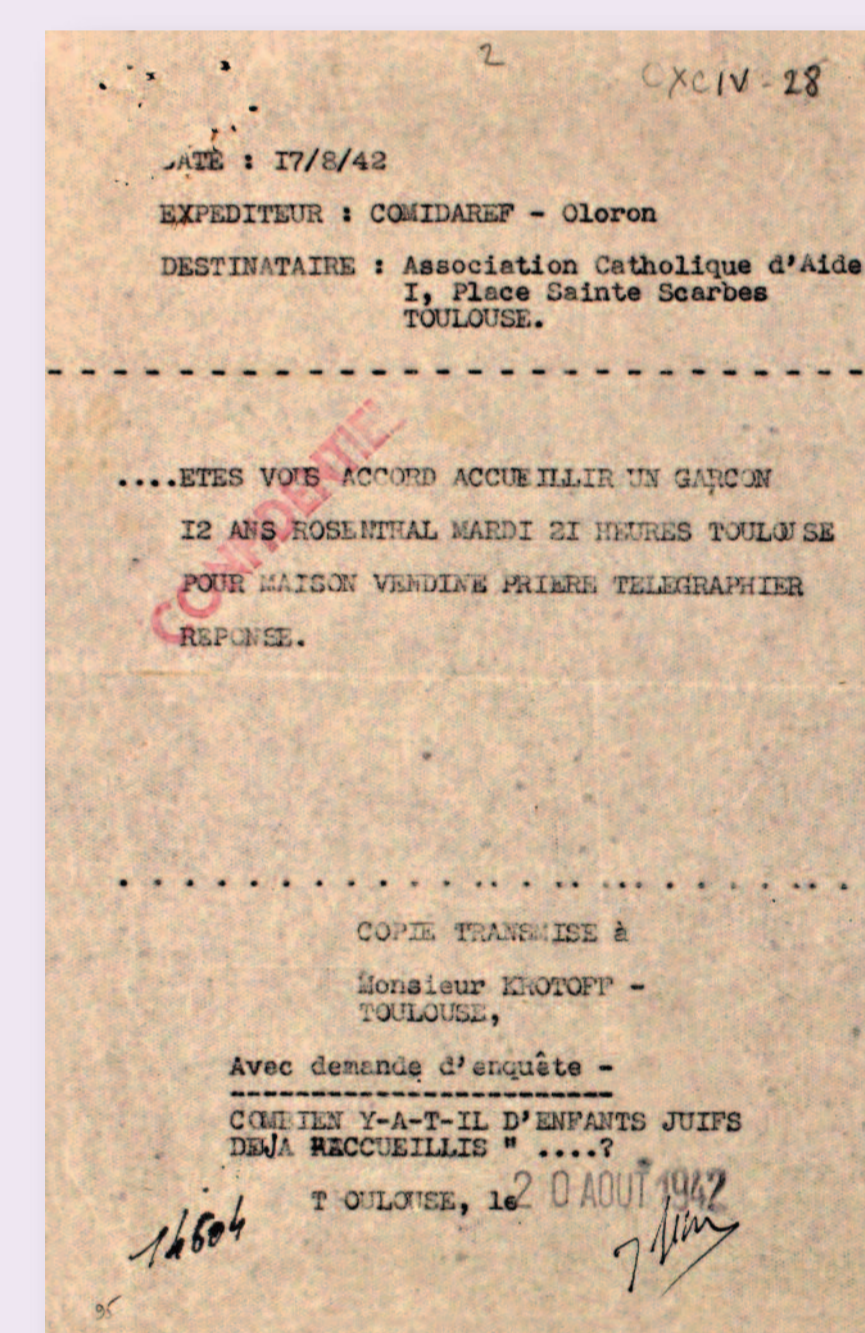 2
CXCIV - 28
DATE : I7/8/42
EXPEDITEUR : COMIDAREF - Oloron
DESTINATAIRE : Association Catholique d'Aide
I, Place Sainte Scarbes
TOULOUSE.
CONFIDENTIEL
....ETES VOUS ACCORD ACCUEILLIR UN GARÇON
I2 ANS ROSENTHAL MARDI 2I HEURES TOULOUSE
POUR MAISON VENDINE PRIERE TELEGRAPHIER
REPONSE.
COPIE TRANSMISE à
Monsieur KROTOFF -
TOULOUSE,
Avec demande d'enquête -
COMBIEN Y-A-T-IL D'ENFANTS JUIFS
DEJA RECCUEILLIS " ....?
T OULOUSE, le 20 AOUT 1942
14604
95